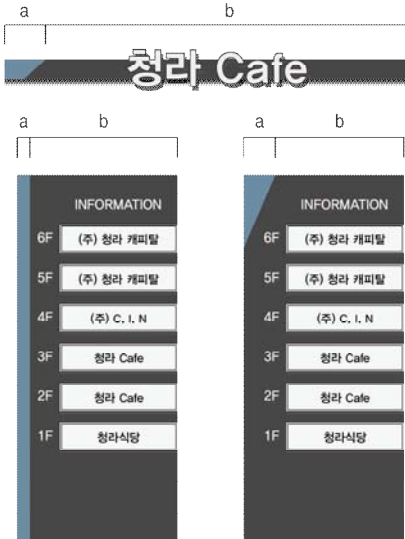 a b
청라 Cafe
a b
INFORMATION
6F (주) 청라 캐피탈
5F (주) 청라 캐피탈
4F (주) C. I. N
3F 청라 Cafe
2F 청라 Cafe
1F 청라식당
a b
INFORMATION
6F (주) 청라 캐피탈
5F (주) 청라 캐피탈
4F (주) C. I. N
3F 청라 Cafe
2F 청라 Cafe
1F 청라식당